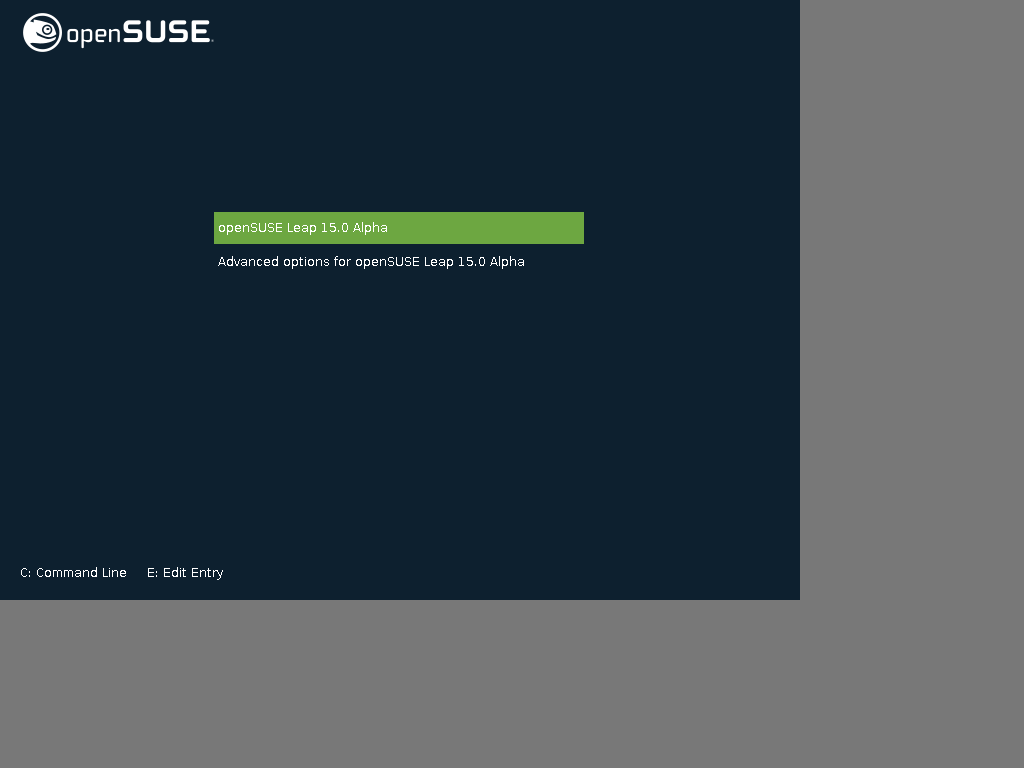 openSUSE.
openSUSE Leap 15.0 Alpha
Advanced options for openSUSE Leap 15.0 Alpha
C: Command Line E: Edit Entry